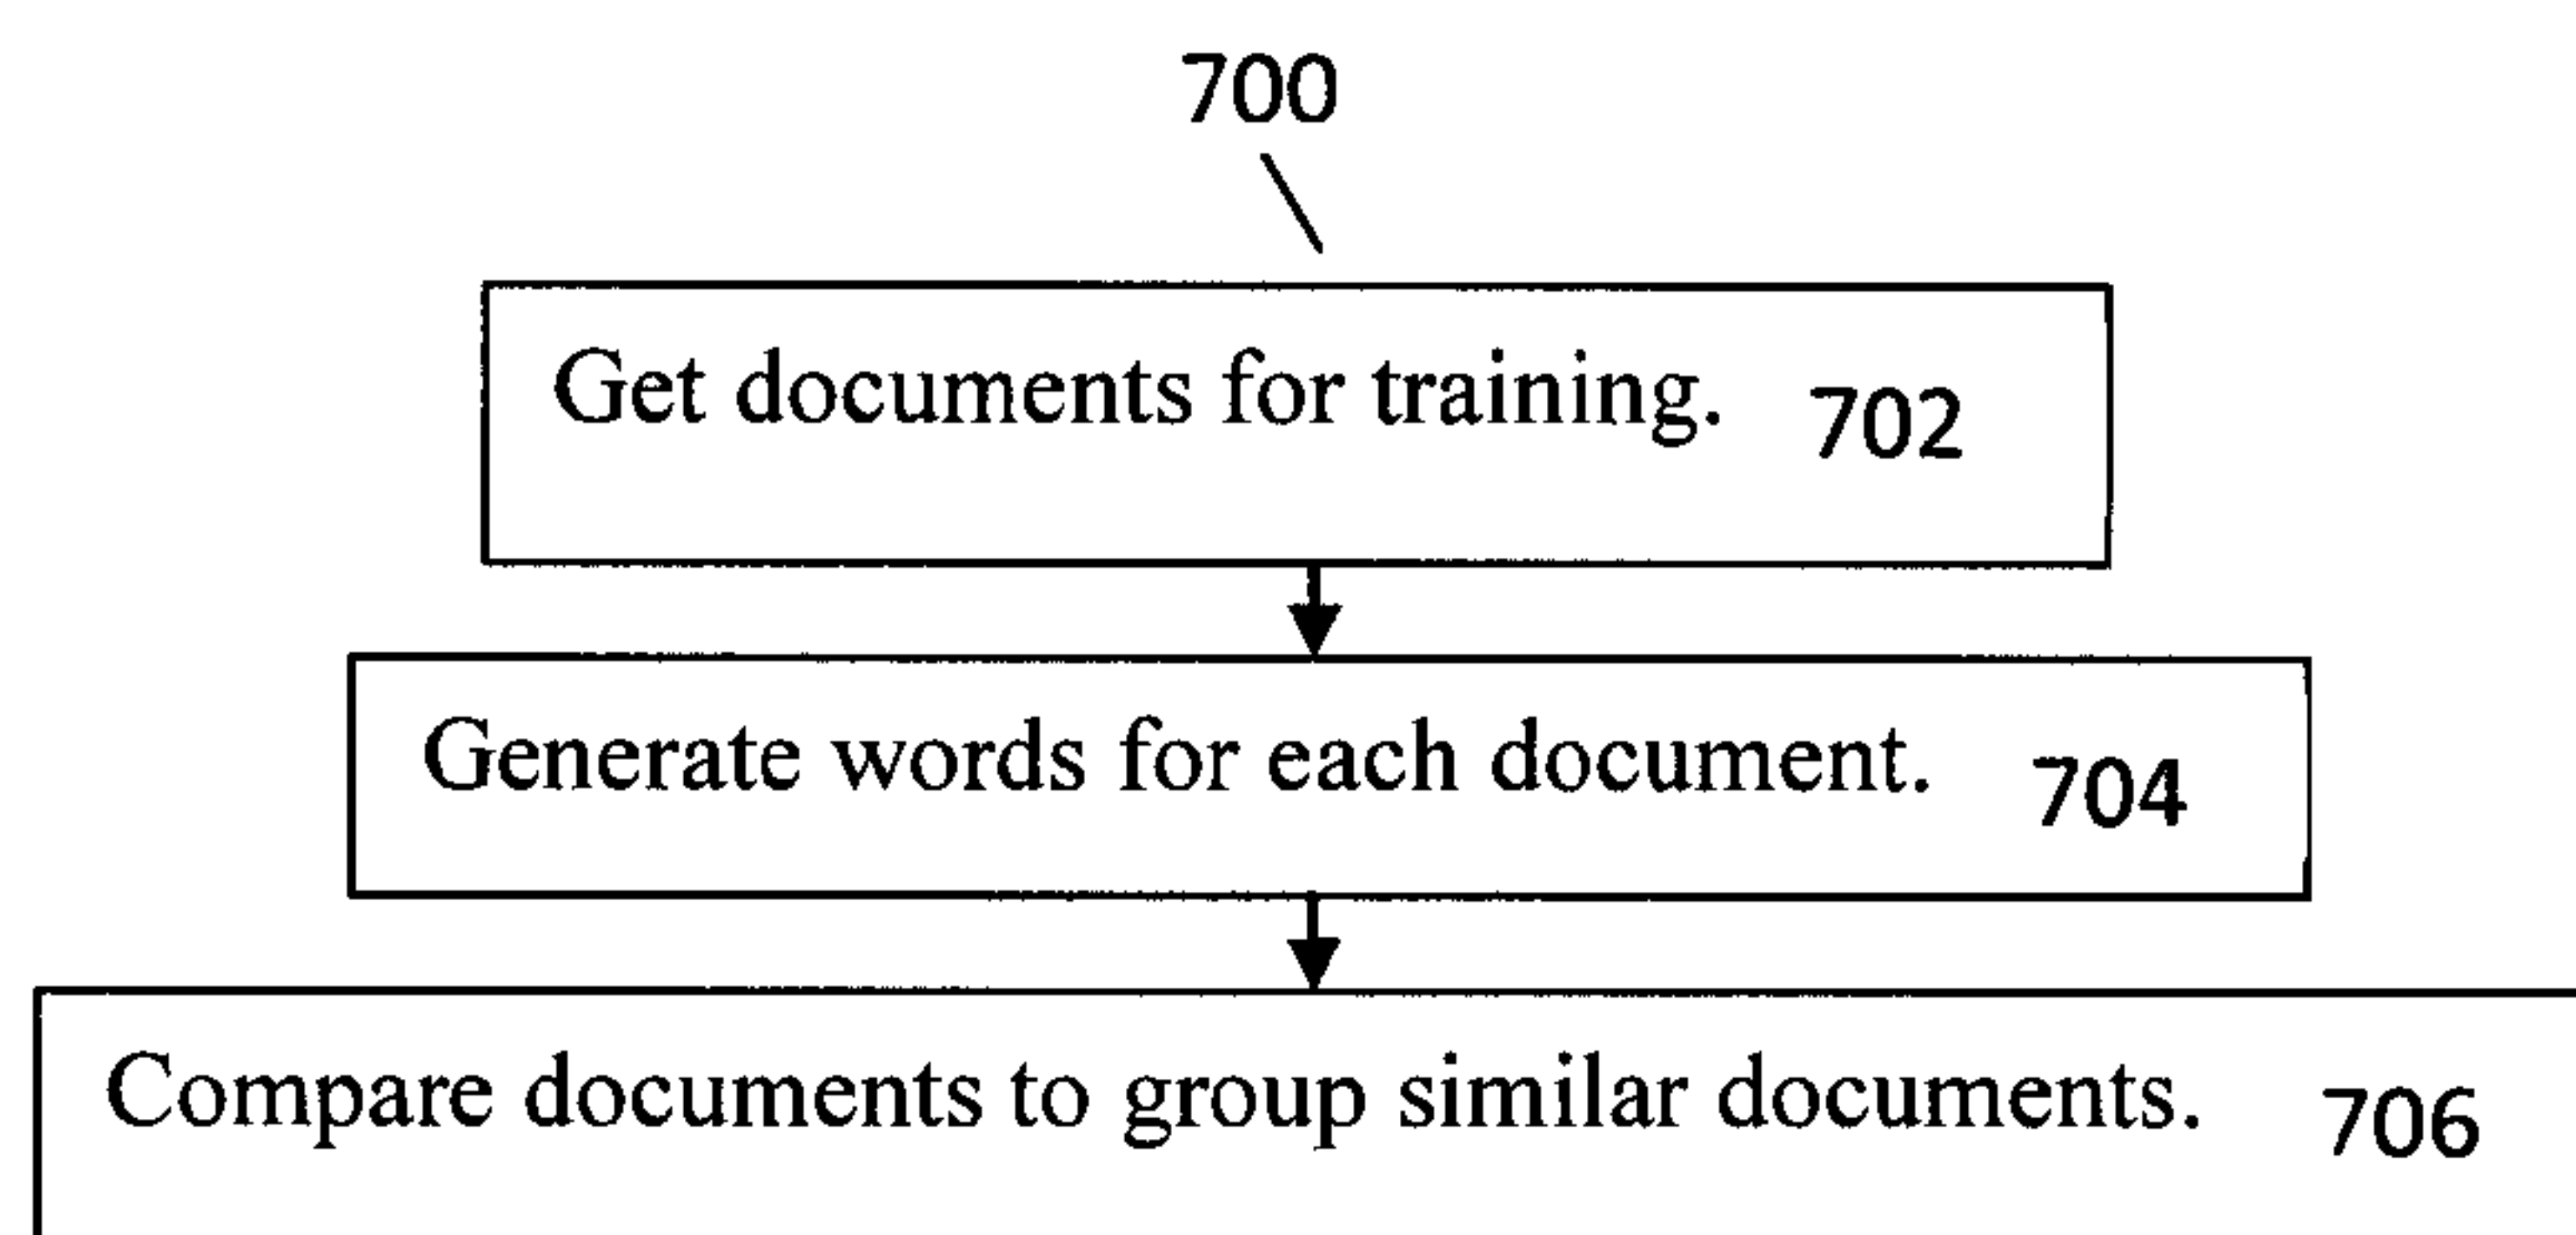 700
Get documents for training. 702
Generate words for each document. 704
Compare documents to group similar documents. 706